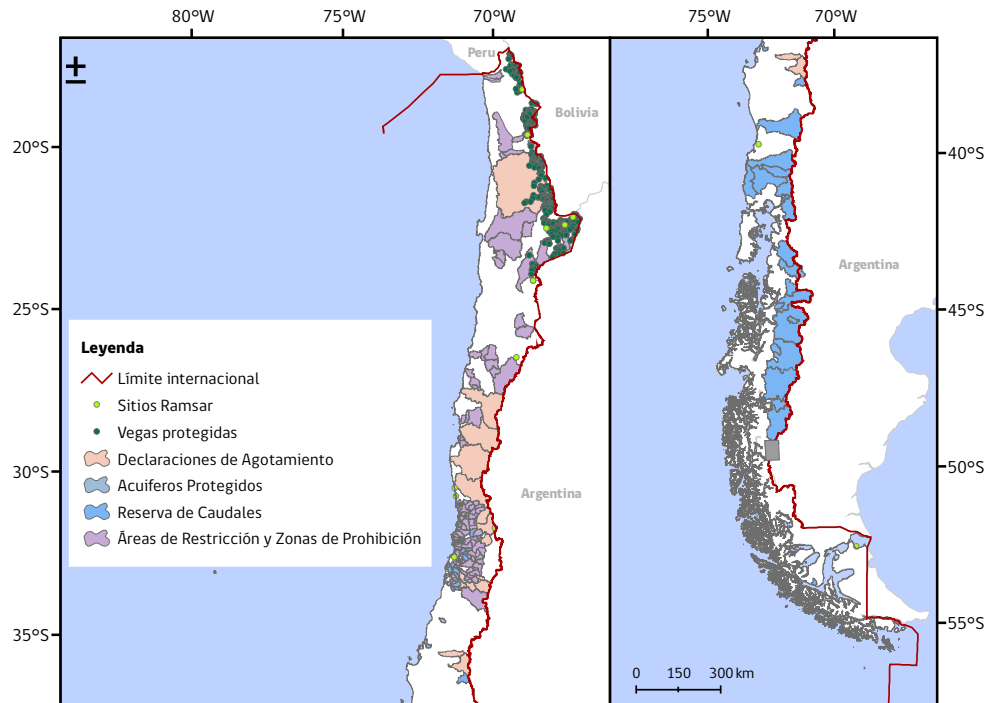 80°W 75°W 70°W
75°W 70°W
±
Peru
Bolivia
20°S
25°S
30°S
35°S
Argentina
Leyenda
Límite internacional
Sitios Ramsar
Vegas protegidas
Declaraciones de Agotamiento
Acuiferos Protegidos
Reserva de Caudales
Āreas de Restricción y Zonas de Prohibición
40°S
45°S
50°S
55°S
Argentina
0 150 300 km